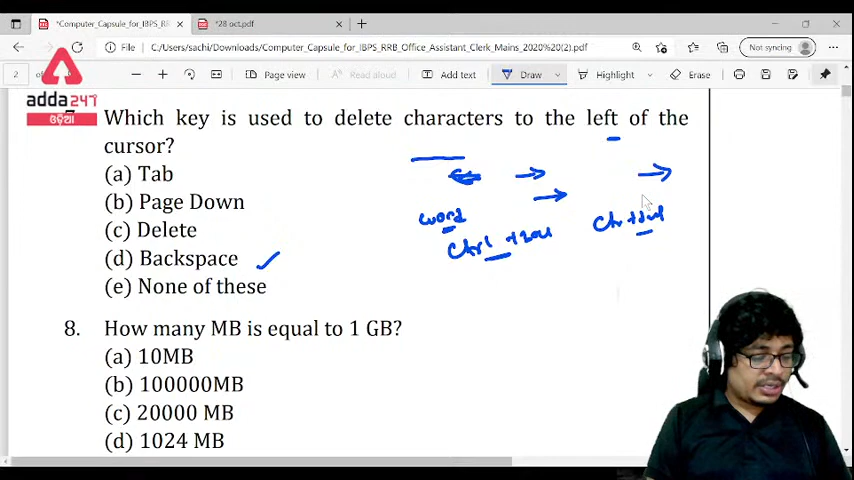 *Computer_Capsule_for_IBPS_RR
*28 oct.pdf
File
C:/Users/sachi/Downloads/Computer_Capsule_for_IBPS_RRB_Office_Assistant_Clerk_Mains_2020%20(2).pdf
Not syncing
2
Page view
Read aloud
Add text
Draw
Highlight
Erase
adda247
ଓଡ଼ିଆ
Which key is used to delete characters to the left of the
cursor?
(a) Tab
(b) Page Down
(c) Delete
(d) Backspace
(e) None of these
word
Ctrl
8. How many MB is equal to 1 GB?
(a) 10MB
(b) 100000MB
(c) 20000 MB
(d) 1024 MB